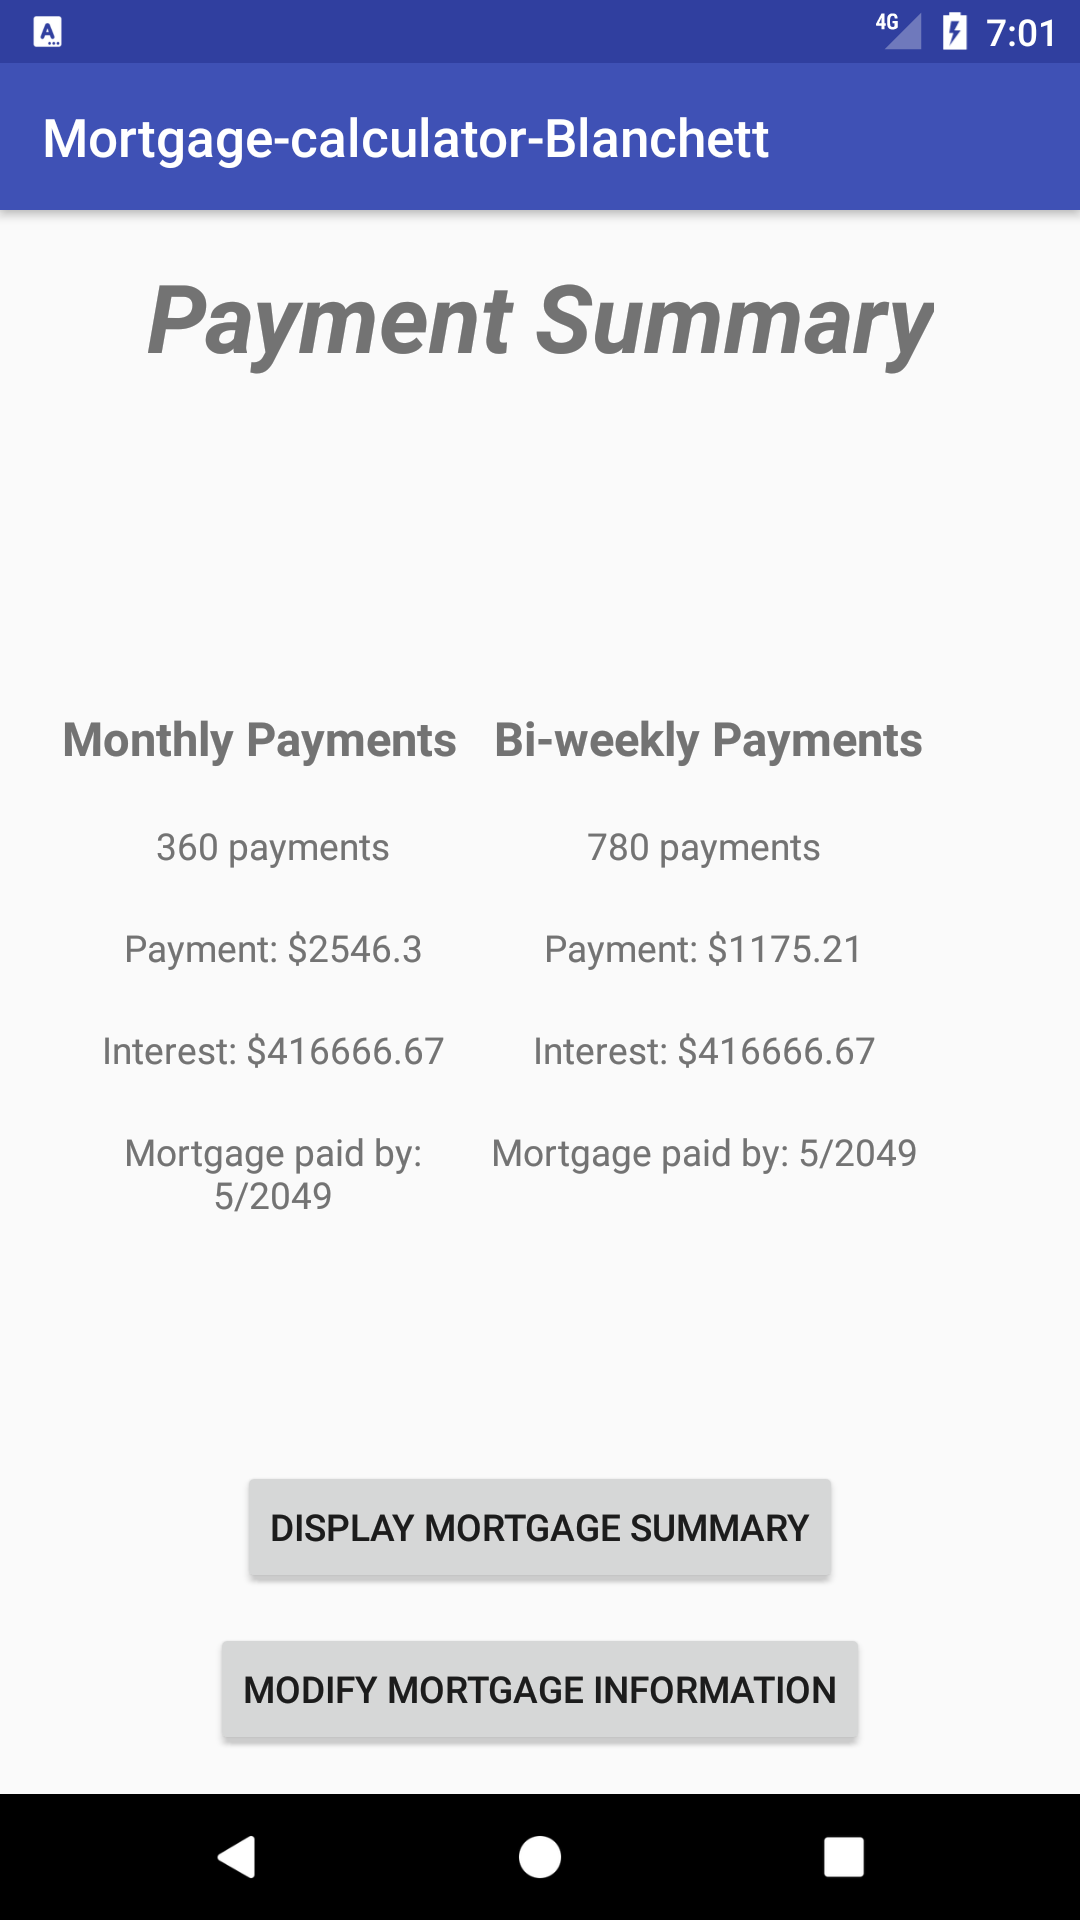 4G 7:01
Mortgage-calculator-Blanchett
Payment Summary
Monthly Payments
360 payments
Payment: $2546.3
Interest: $416666.67
Mortgage paid by:
5/2049
Bi-weekly Payments
780 payments
Payment: $1175.21
Interest: $416666.67
Mortgage paid by: 5/2049
DISPLAY MORTGAGE SUMMARY
MODIFY MORTGAGE INFORMATION